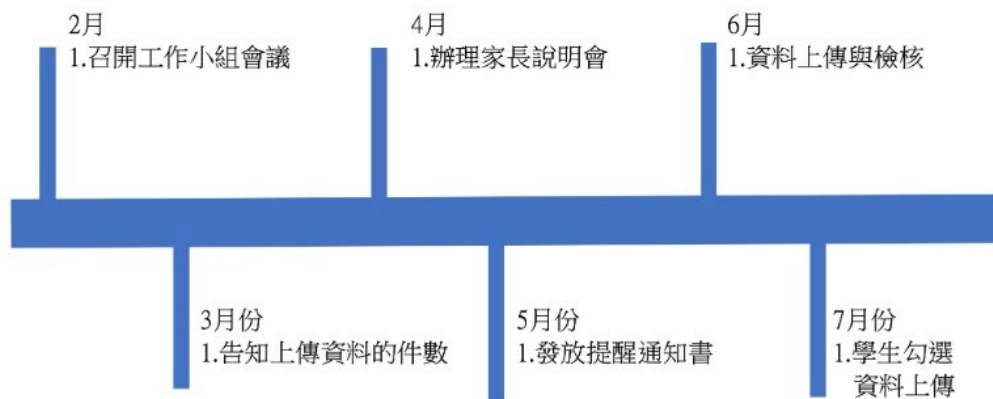 2月
1.召開工作小組會議
4月
1.辦理家長說明會
6月
1.資料上傳與檢核
3月份
1.告知上傳資料的件數
5月份
1.發放提醒通知書
7月份
1.學生勾選
資料上傳